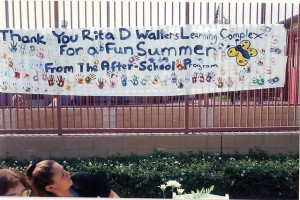 Thank You Rita D Walters Learning Complex
For a Fun Summer
From The After-School Program